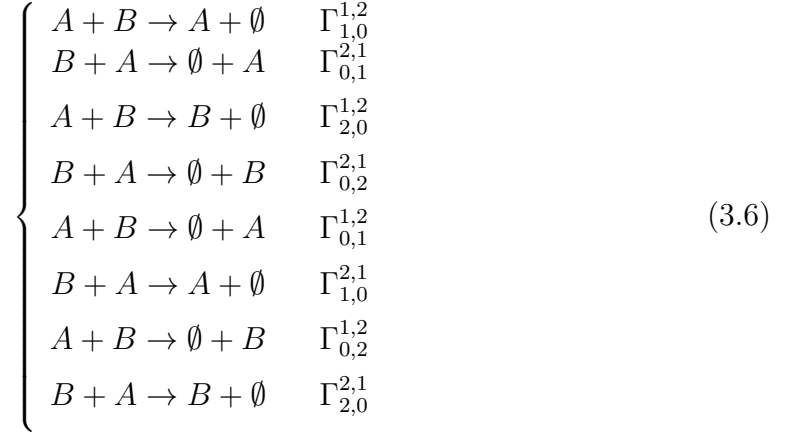 A + B → A + ∅ Γ^{1,2}_{1,0}
B + A → ∅ + A Γ^{2,1}_{0,1}
A + B → B + ∅ Γ^{1,2}_{2,0}
B + A → ∅ + B Γ^{2,1}_{0,2}
A + B → ∅ + A Γ^{1,2}_{0,1}
B + A → A + ∅ Γ^{2,1}_{1,0}
A + B → ∅ + B Γ^{1,2}_{0,2}
B + A → B + ∅ Γ^{2,1}_{2,0}
(3.6)